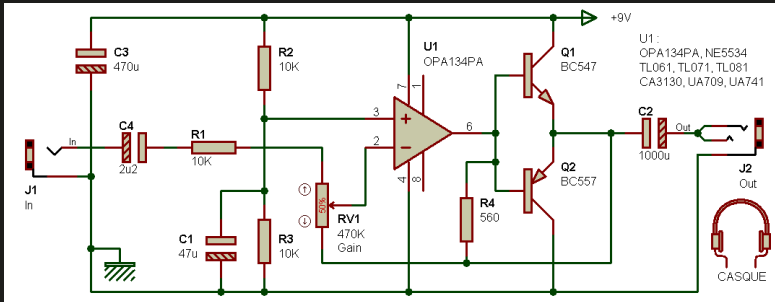 +9V
U1 :
OPA134PA, NE5534
TL061, TL071, TL081
CA3130, UA709, UA741
C3
470u
R2
10K
U1
OPA134PA
Q1
BC547
7
1
3
2
6
4
8
C4
In
2u2
R1
10K
J1
In
C2
1000u
Out
J2
Out
Q2
BC557
R4
560
50%
RV1
470K
Gain
C1
47u
R3
10K
CASQUE